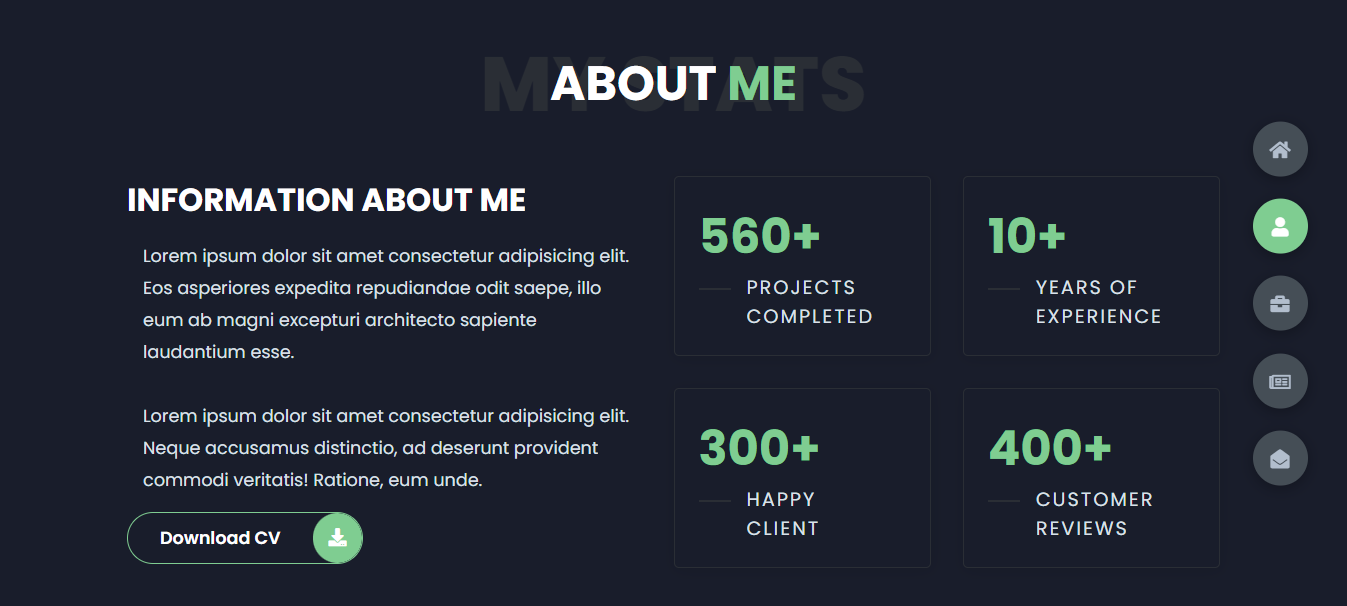 MY STATS
ABOUT ME
INFORMATION ABOUT ME
Lorem ipsum dolor sit amet consectetur adipisicing elit.
Eos asperiores expedita repudiandae odit saepe, illo
eum ab magni excepturi architecto sapiente
laudantium esse.
Lorem ipsum dolor sit amet consectetur adipisicing elit.
Neque accusamus distinctio, ad deserunt provident
commodi veritatis! Ratione, eum unde.
Download CV
560+
PROJECTS
COMPLETED
10+
YEARS OF
EXPERIENCE
300+
HAPPY
CLIENT
400+
CUSTOMER
REVIEWS